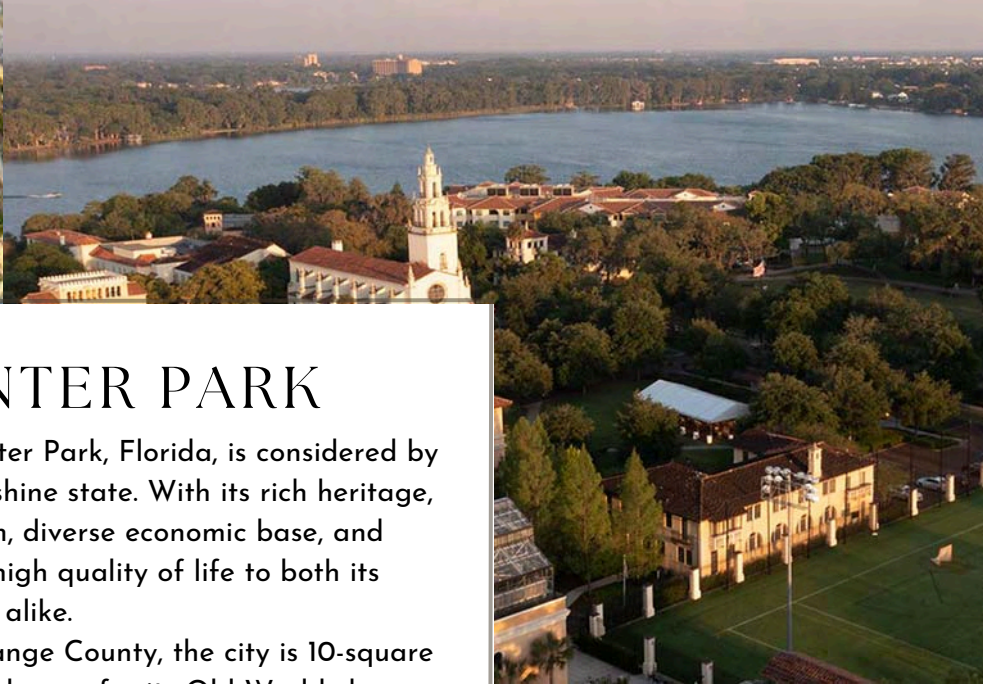 NTER PARK
ter Park, Florida, is considered by
shine state. With its rich heritage,
n, diverse economic base, and
high quality of life to both its
alike.
ange County, the city is 10-square